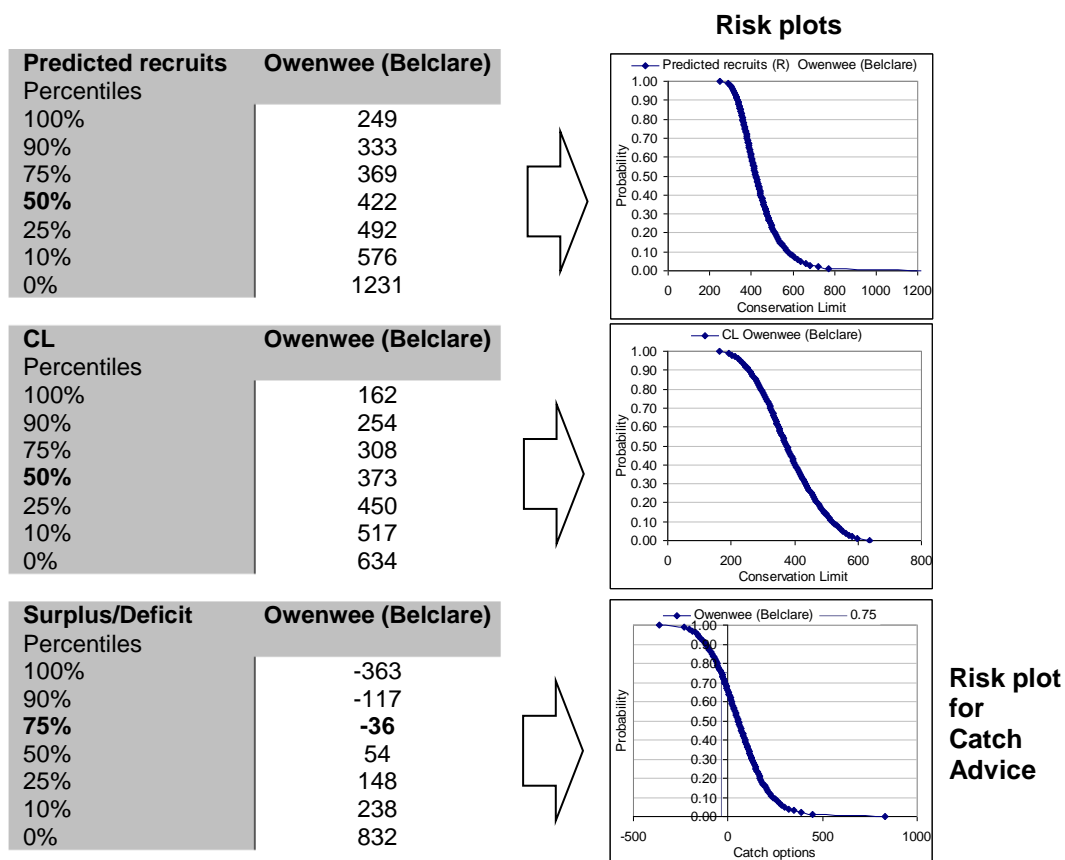 Risk plots
Predicted recruits Owenwee (Belclare)
Percentiles
100% 249
90% 333
75% 369
50% 422
25% 492
10% 576
0% 1231
Predicted recruits (R) Owenwee (Belclare)
Probability
1.00
0.90
0.80
0.70
0.60
0.50
0.40
0.30
0.20
0.10
0.00
0 200 400 600 800 1000 1200
Conservation Limit
CL Owenwee (Belclare)
Percentiles
100% 162
90% 254
75% 308
50% 373
25% 450
10% 517
0% 634
CL Owenwee (Belclare)
Probability
1.00
0.90
0.80
0.70
0.60
0.50
0.40
0.30
0.20
0.10
0.00
0 200 400 600 800
Conservation Limit
Surplus/Deficit Owenwee (Belclare)
Percentiles
100% -363
90% -117
75% -36
50% 54
25% 148
10% 238
0% 832
Owenwee (Belclare) 0.75
Probability
1.00
0.90
0.80
0.70
0.60
0.50
0.40
0.30
0.20
0.10
0.00
-500 0 500 1000
Catch options
Risk plot
for
Catch
Advice